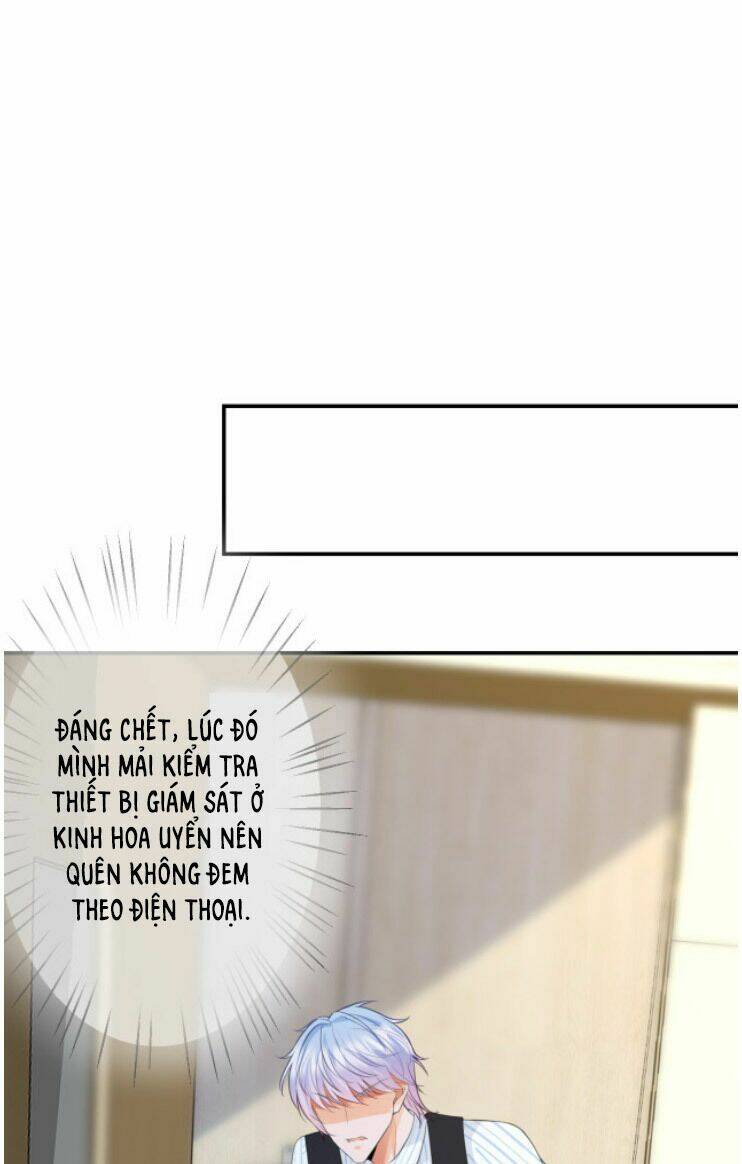 ĐÁNG CHẾT, LÚC ĐÓ
MÌNH MẢI KIỂM TRA
THIẾT BỊ GIÁM SÁT Ở
KINH HOA UYỂN NÊN
QUÊN KHÔNG ĐEM
THEO ĐIỆN THOẠI.